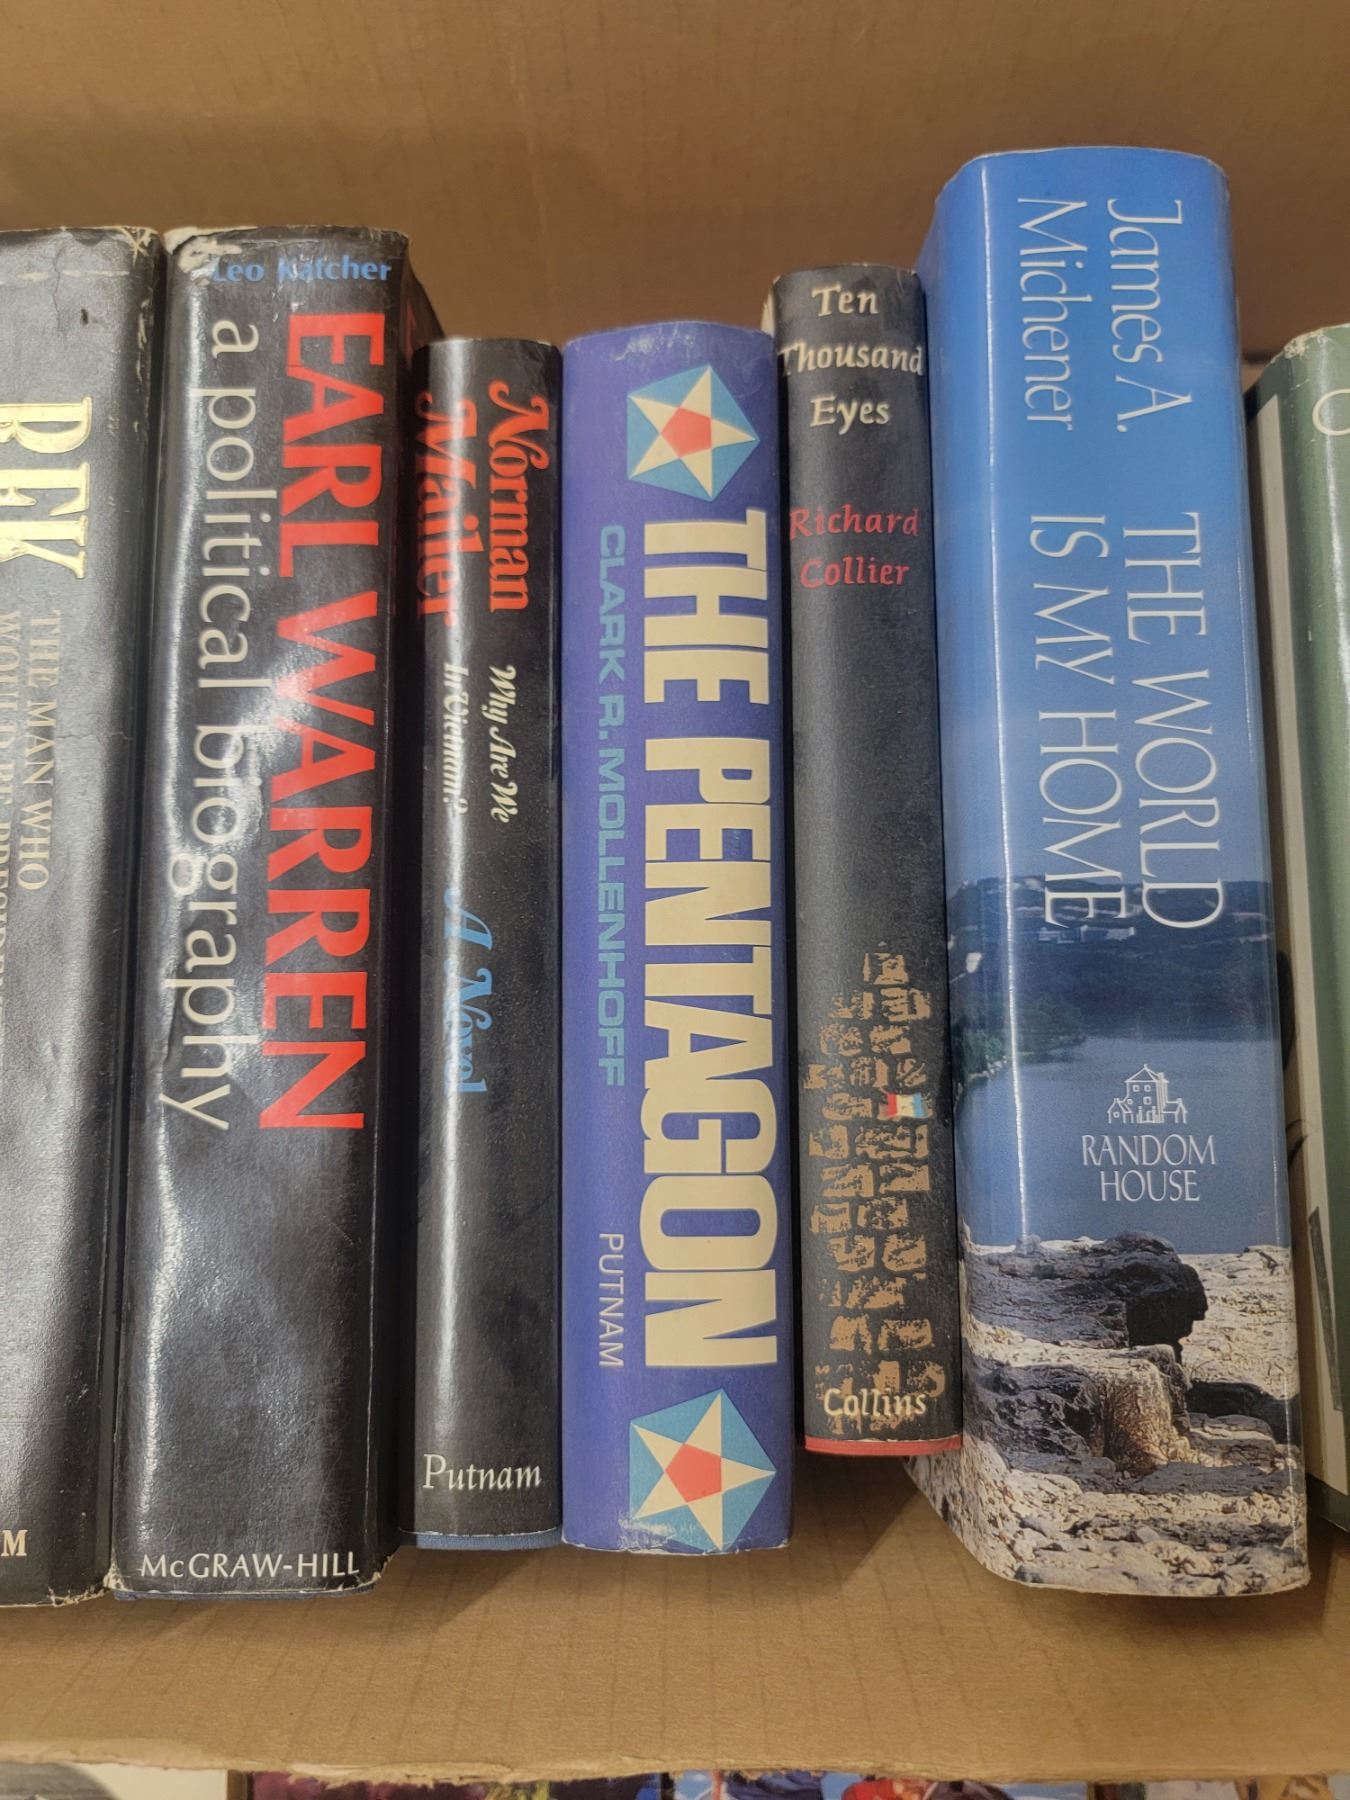 RFK
THE MAN WHO
M
Leo Katcher
EARL WARREN
a political biography
McGRAW-HILL
Norman
Mailer
Why Are We
In Vietnam?
A Novel
Putnam
THE PENTAGON
CLARK R. MOLLENHOFF
PUTNAM
Ten
Thousand
Eyes
Richard
Collier
Collins
James A.
Michener
THE WORLD
IS MY HOME
RANDOM
HOUSE